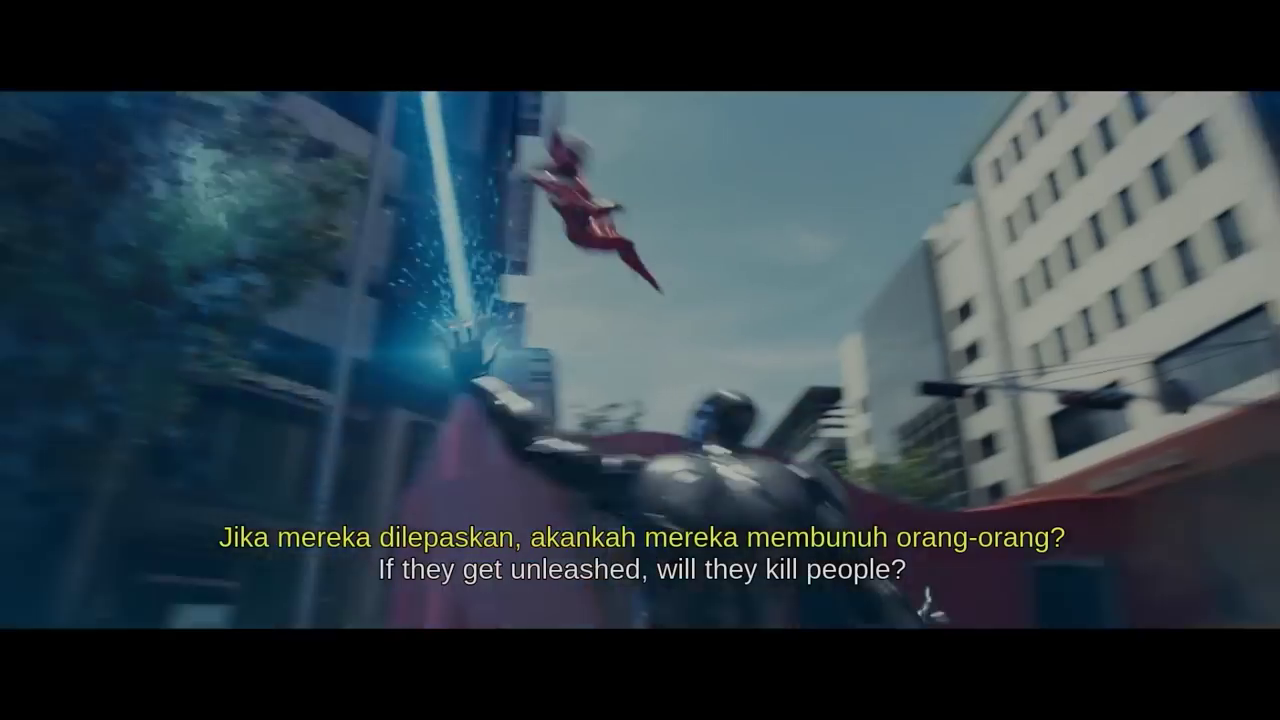 Jika mereka dilepaskan, akankah mereka membunuh orang-orang?
If they get unleashed, will they kill people?